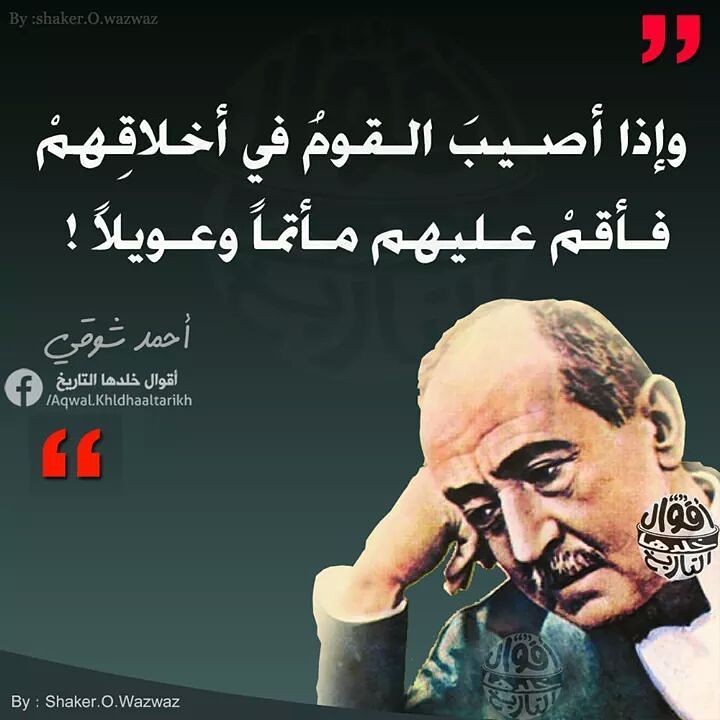 By :shaker.O.wazwaz
وإذا أصيبَ القومُ في أخلاقِهمْ
فأقمْ عليهم مأتماً وعويلاً !
أحمد شوقي
أقوال خلدها التاريخ
/Aqwal.Khldhaaltarikh
أقوال
خلدها
التاريخ
By : Shaker.O.Wazwaz